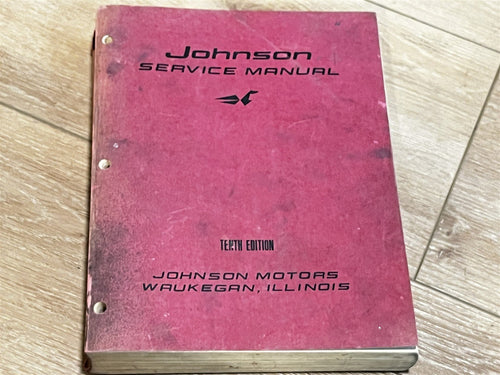 Johnson
SERVICE MANUAL
TENTH EDITION
JOHNSON MOTORS
WAUKEGAN, ILLINOIS